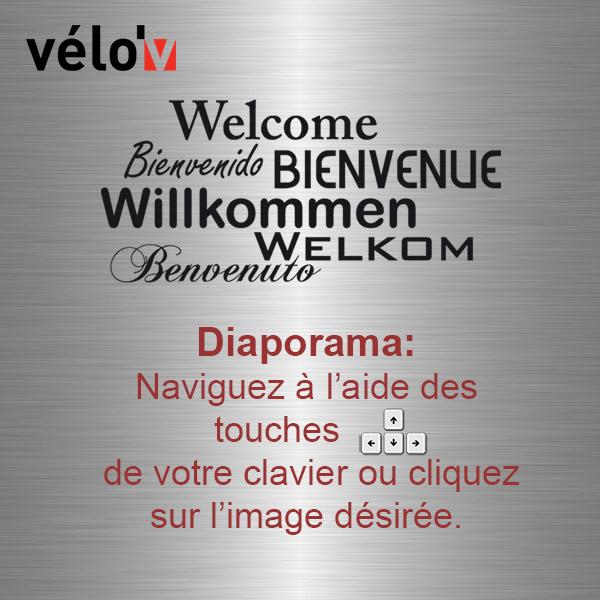 vélo'v
Welcome
Bienvenido BIENVENUE
Willkommen
WELKOM
Benvenuto
Diaporama:
Naviguez à l’aide des
touches
de votre clavier ou cliquez
sur l’image désirée.